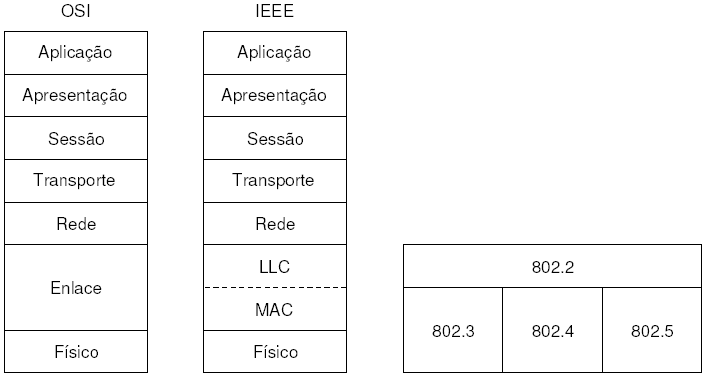 OSI
Aplicação
Apresentação
Sessão
Transporte
Rede
Enlace
Físico
IEEE
Aplicação
Apresentação
Sessão
Transporte
Rede
LLC
MAC
Físico
802.2
802.3 802.4 802.5